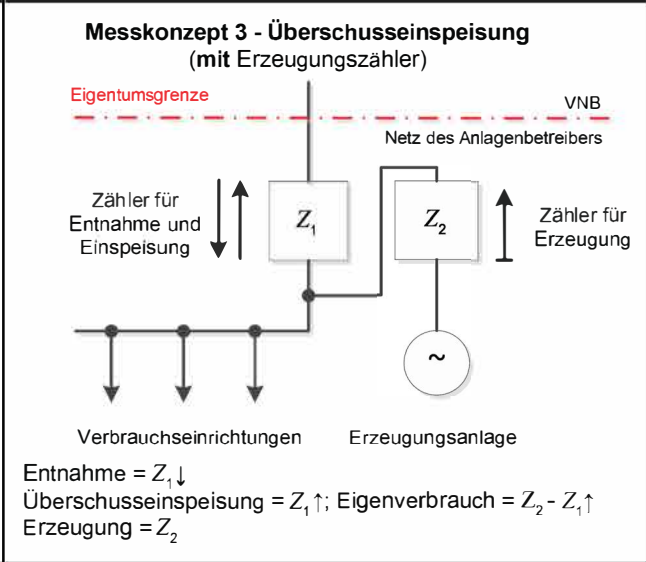 Messkonzept 3 - Überschusseinspeisung
(mit Erzeugungszähler)
Eigentumsgrenze
VNB
Netz des Anlagenbetreibers
Zähler für
Entnahme und
Einspeisung
Z₁
Z₂
Zähler für
Erzeugung
~
Verbrauchseinrichtungen
Erzeugungsanlage
Entnahme = Z₁↓
Überschusseinspeisung = Z₁↑; Eigenverbrauch = Z₂ - Z₁↑
Erzeugung = Z₂